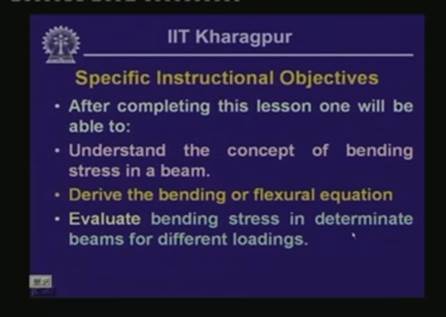 IIT Kharagpur
Specific Instructional Objectives
• After completing this lesson one will be
able to:
• Understand the concept of bending
stress in a beam.
• Derive the bending or flexural equation
• Evaluate bending stress in determinate
beams for different loadings.